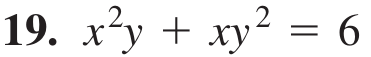 19. x²y + xy² = 6